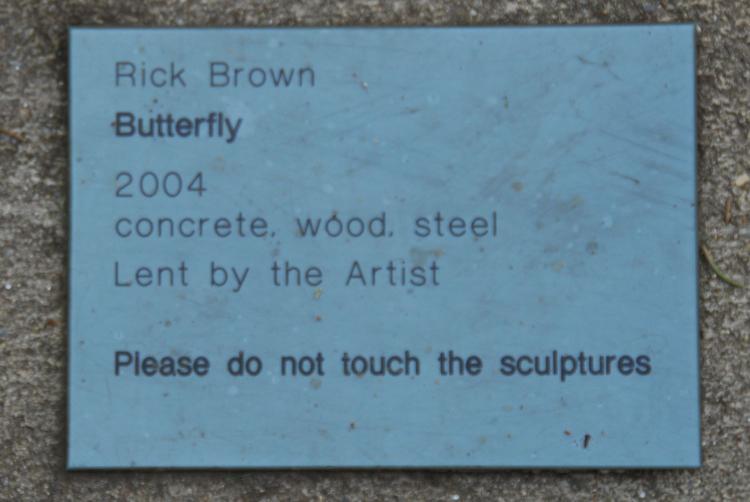 Rick Brown
Butterfly
2004
concrete, wood, steel
Lent by the Artist
Please do not touch the sculptures